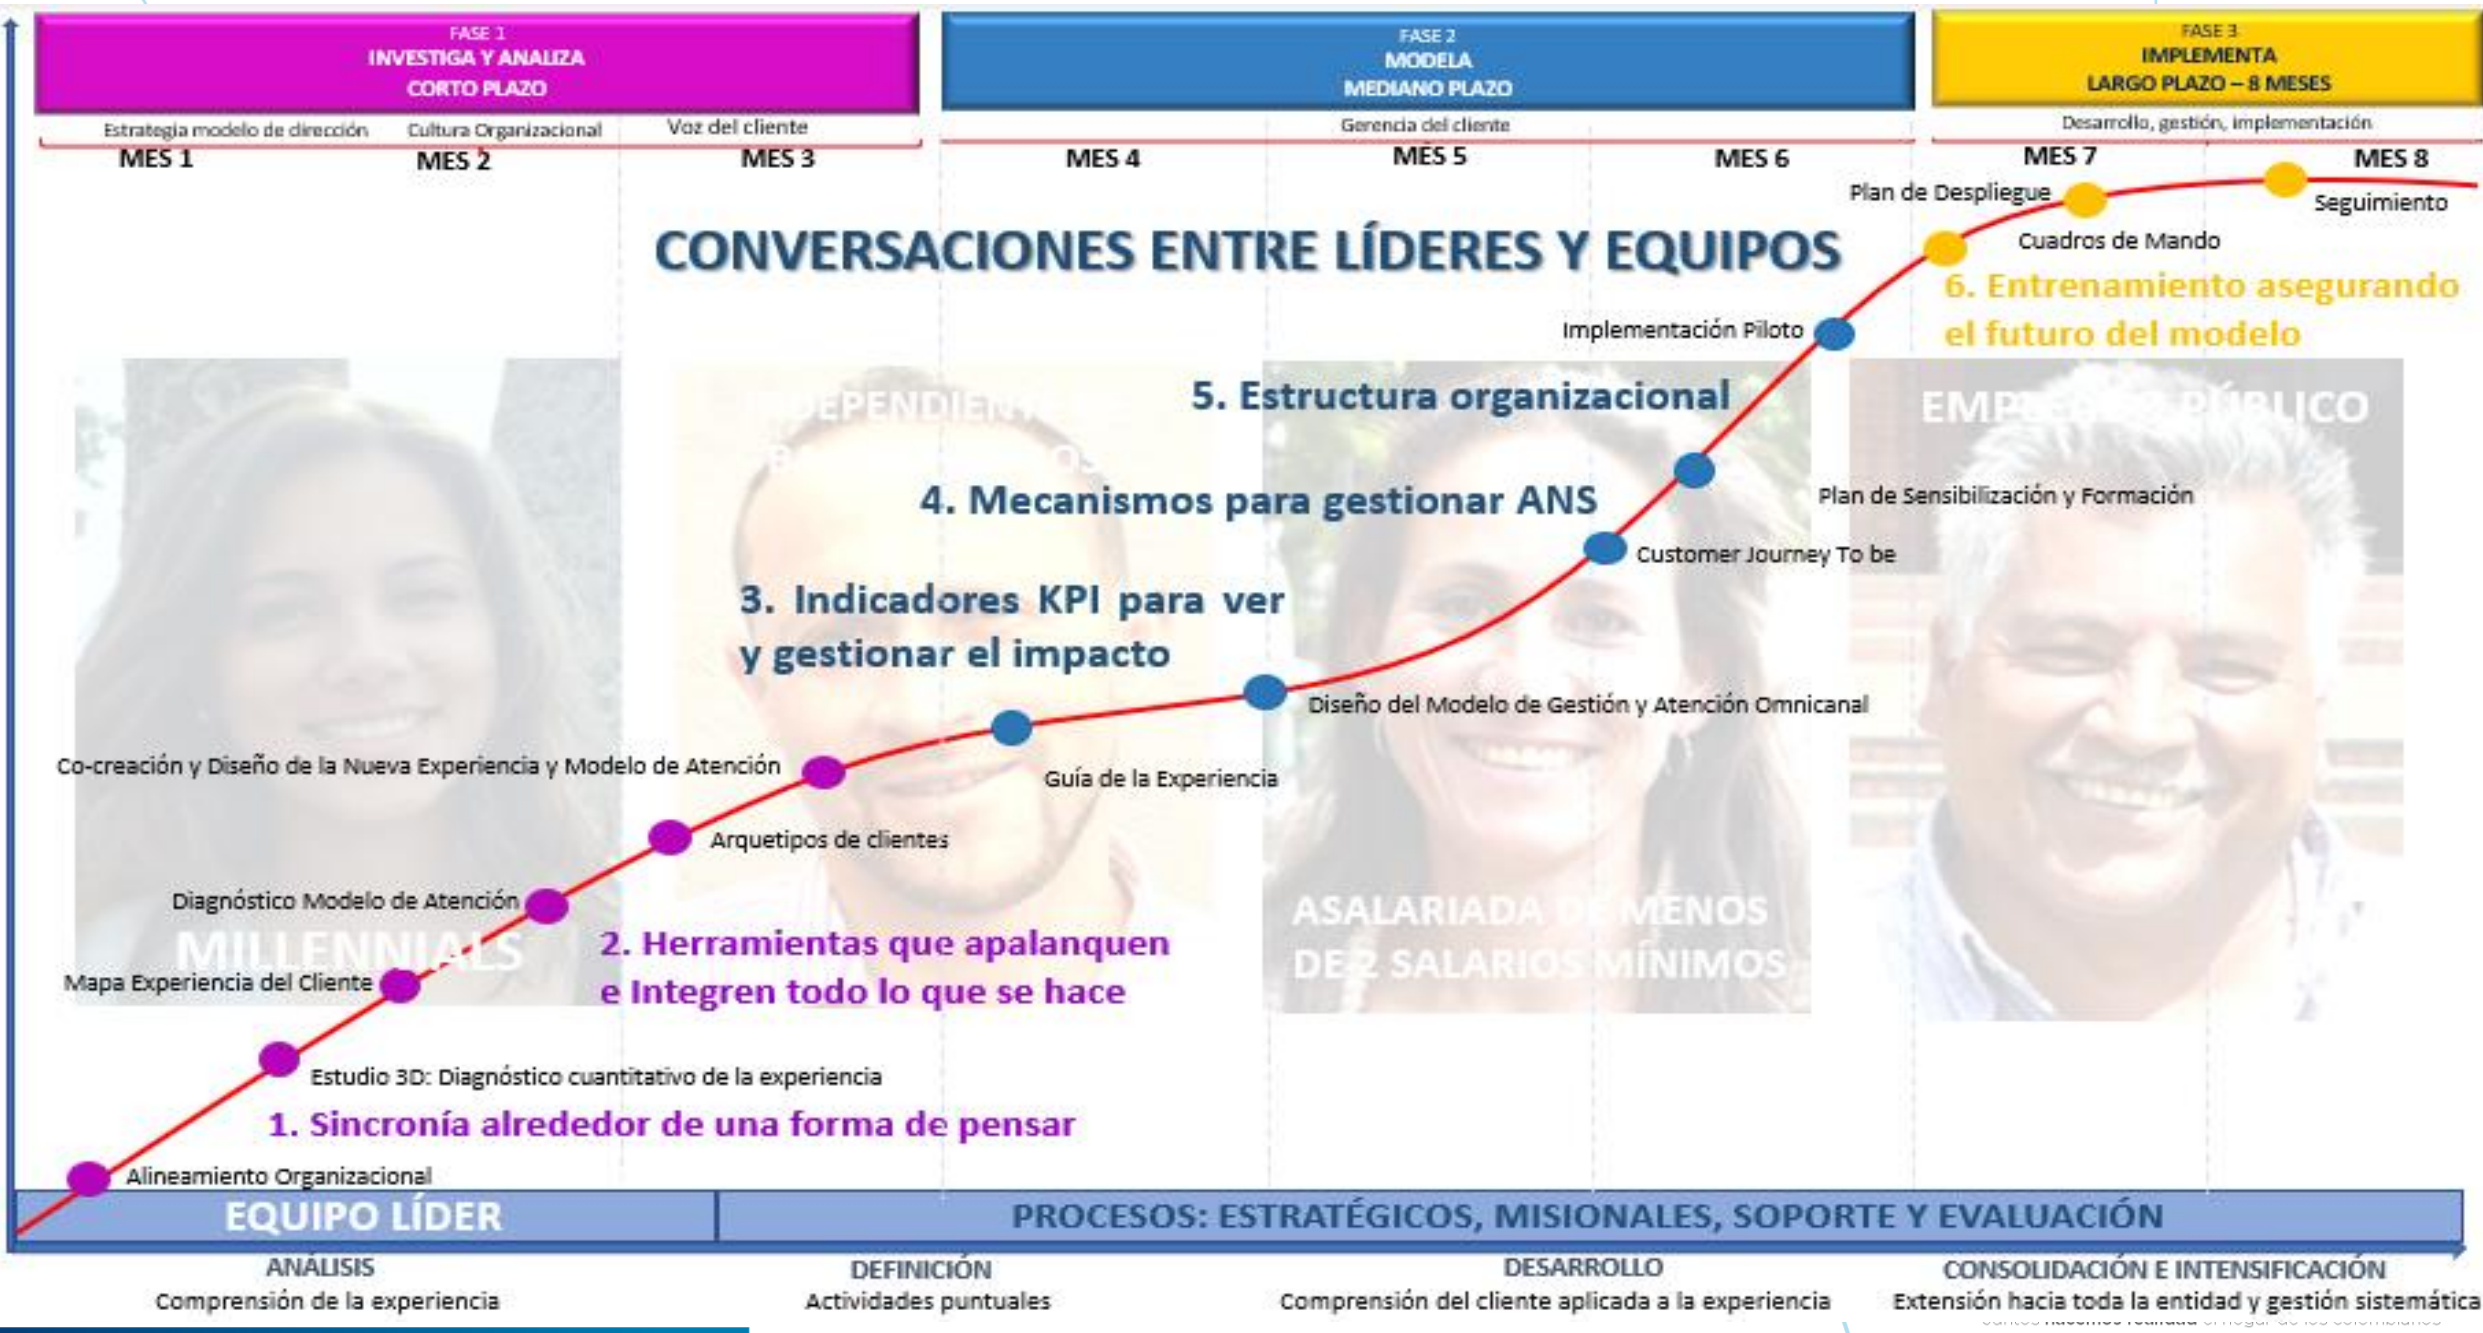 FASE 1
INVESTIGA Y ANALIZA
CORTO PLAZO
FASE 2
MODELA
MEDIANO PLAZO
FASE 3
IMPLEMENTA
LARGO PLAZO – 8 MESES
Estrategia modelo de dirección
Cultura Organizacional
Voz del cliente
Gerencia del cliente
Desarrollo, gestión, implementación
MES 1
MES 2
MES 3
MES 4
MES 5
MES 6
MES 7
MES 8
Plan de Despliegue
Seguimiento
CONVERSACIONES ENTRE LÍDERES Y EQUIPOS
Cuadros de Mando
6. Entrenamiento asegurando
el futuro del modelo
Implementación Piloto
5. Estructura organizacional
PÚBLICO
4. Mecanismos para gestionar ANS
Plan de Sensibilización y Formación
Customer Journey To be
3. Indicadores KPI para ver
y gestionar el impacto
Diseño del Modelo de Gestión y Atención Omnicanal
Co-creación y Diseño de la Nueva Experiencia y Modelo de Atención
Guía de la Experiencia
Arquetipos de clientes
Diagnóstico Modelo de Atención
MILLENNIALS
ASALARIADA DE MENOS
DE 2 SALARIOS MÍNIMOS
2. Herramientas que apalanquen
e Integren todo lo que se hace
Mapa Experiencia del Cliente
Estudio 3D: Diagnóstico cuantitativo de la experiencia
1. Sincronía alrededor de una forma de pensar
Alineamiento Organizacional
EQUIPO LÍDER
PROCESOS: ESTRATÉGICOS, MISIONALES, SOPORTE Y EVALUACIÓN
ANÁLISIS
Comprensión de la experiencia
DEFINICIÓN
Actividades puntuales
DESARROLLO
Comprensión del cliente aplicada a la experiencia
CONSOLIDACIÓN E INTENSIFICACIÓN
Extensión hacia toda la entidad y gestión sistemática